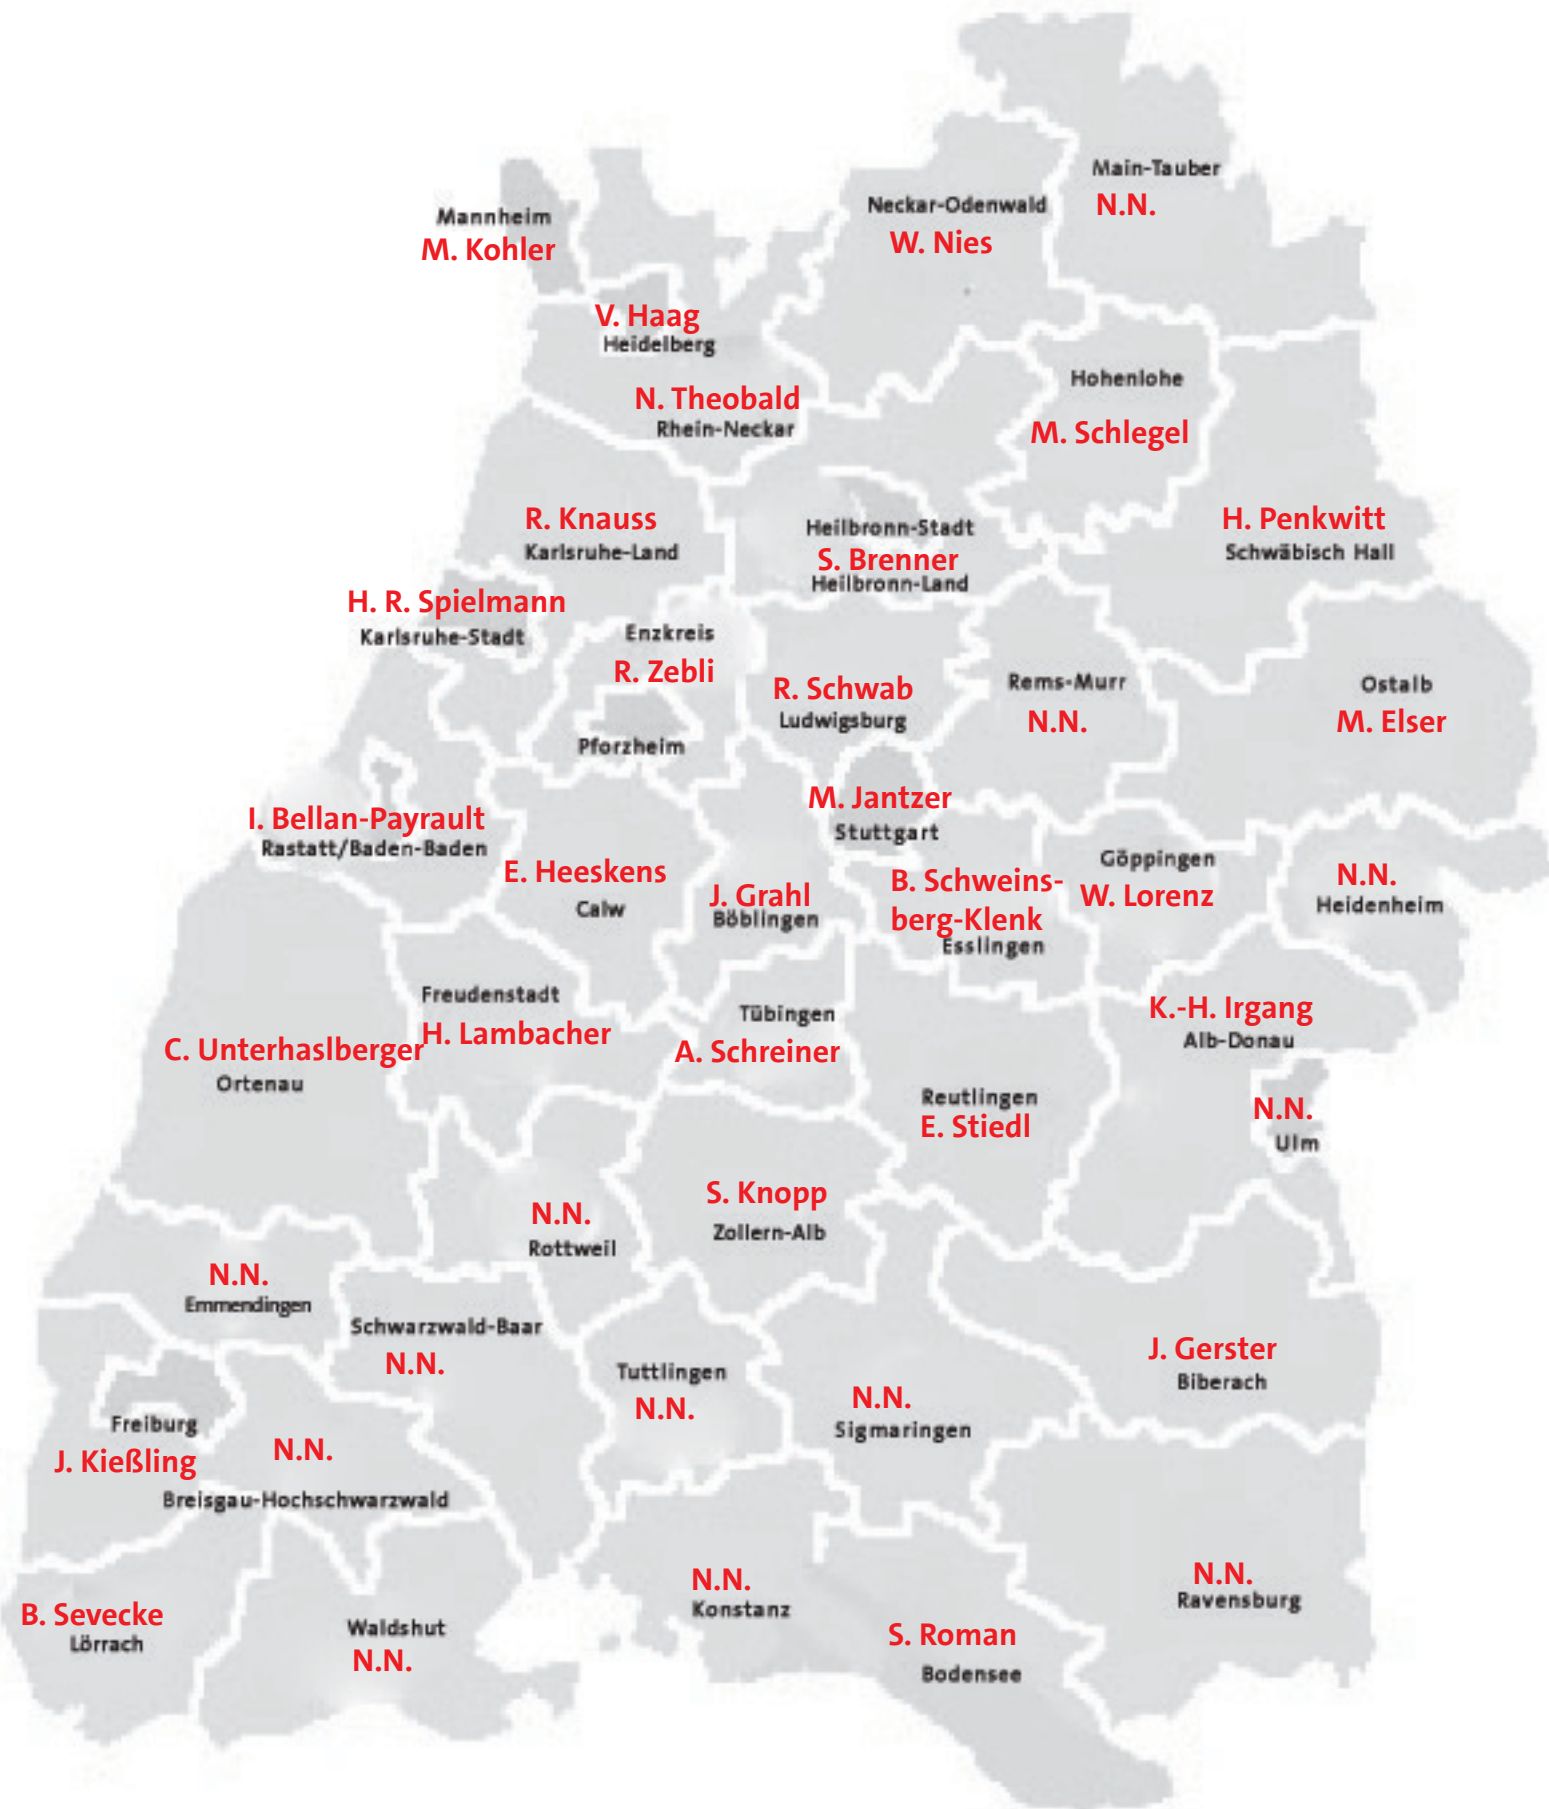 Main-Tauber
N.N.
Neckar-Odenwald
W. Nies
Mannheim
M. Kohler
V. Haag
Heidelberg
N. Theobald
Rhein-Neckar
Hohenlohe
M. Schlegel
R. Knauss
Karlsruhe-Land
Heilbronn-Stadt
S. Brenner
Heilbronn-Land
H. Penkwitt
Schwäbisch Hall
H. R. Spielmann
Karlsruhe-Stadt
Enzkreis
R. Zebli
Pforzheim
R. Schwab
Ludwigsburg
Rems-Murr
N.N.
Ostalb
M. Elser
M. Jantzer
Stuttgart
I. Bellan-Payrault
Rastatt/Baden-Baden
E. Heeskens
Calw
J. Grahl
Böblingen
B. Schweins-
berg-Klenk
Esslingen
Göppingen
W. Lorenz
N.N.
Heidenheim
Freudenstadt
H. Lambacher
Tübingen
A. Schreiner
K.-H. Irgang
Alb-Donau
C. Unterhaslberger
Ortenau
Reutlingen
E. Stiedl
N.N.
Ulm
S. Knopp
Zollern-Alb
N.N.
Rottweil
N.N.
Emmendingen
Schwarzwald-Baar
N.N.
Tuttlingen
N.N.
N.N.
Sigmaringen
J. Gerster
Biberach
Freiburg
J. Kießling
N.N.
Breisgau-Hochschwarzwald
N.N.
Konstanz
N.N.
Ravensburg
B. Sevecke
Lörrach
Waldshut
N.N.
S. Roman
Bodensee